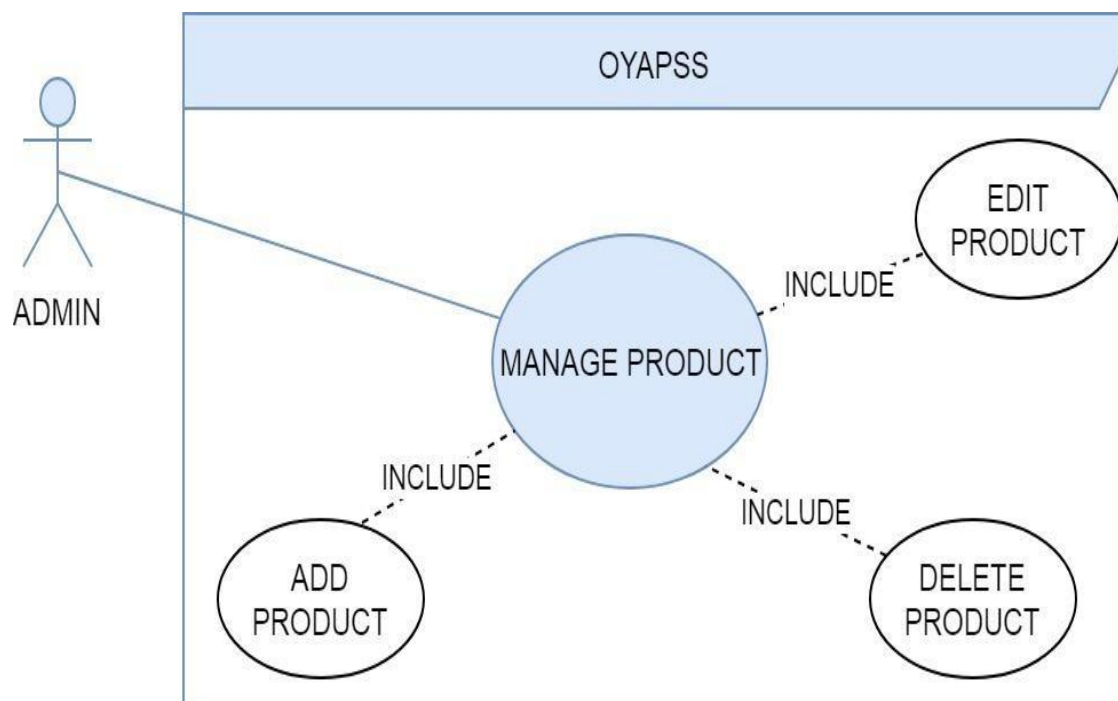 OYAPSS
ADMIN
EDIT
PRODUCT
INCLUDE
MANAGE PRODUCT
INCLUDE
INCLUDE
ADD
PRODUCT
DELETE
PRODUCT